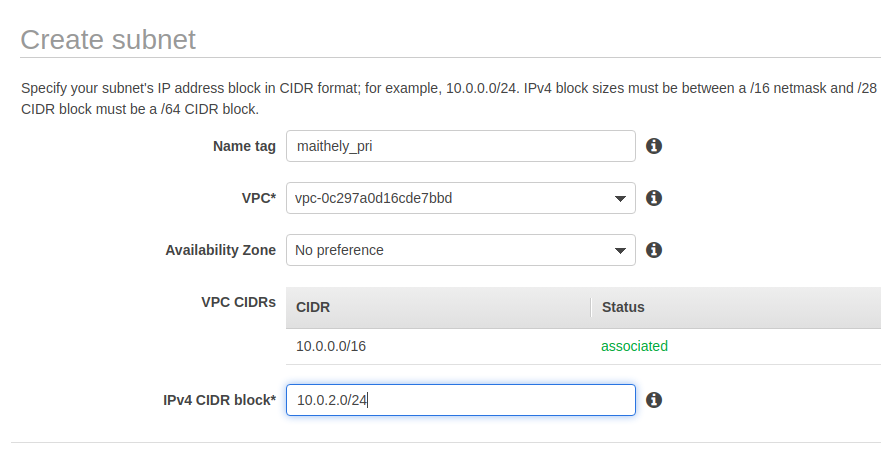 Create subnet
Specify your subnet's IP address block in CIDR format; for example, 10.0.0.0/24. IPv4 block sizes must be between a /16 netmask and /28
CIDR block must be a /64 CIDR block.
Name tag maithely_pri
VPC* vpc-0c297a0d16cde7bbd
Availability Zone No preference
VPC CIDRs CIDR Status
10.0.0.0/16 associated
IPv4 CIDR block* 10.0.2.0/24